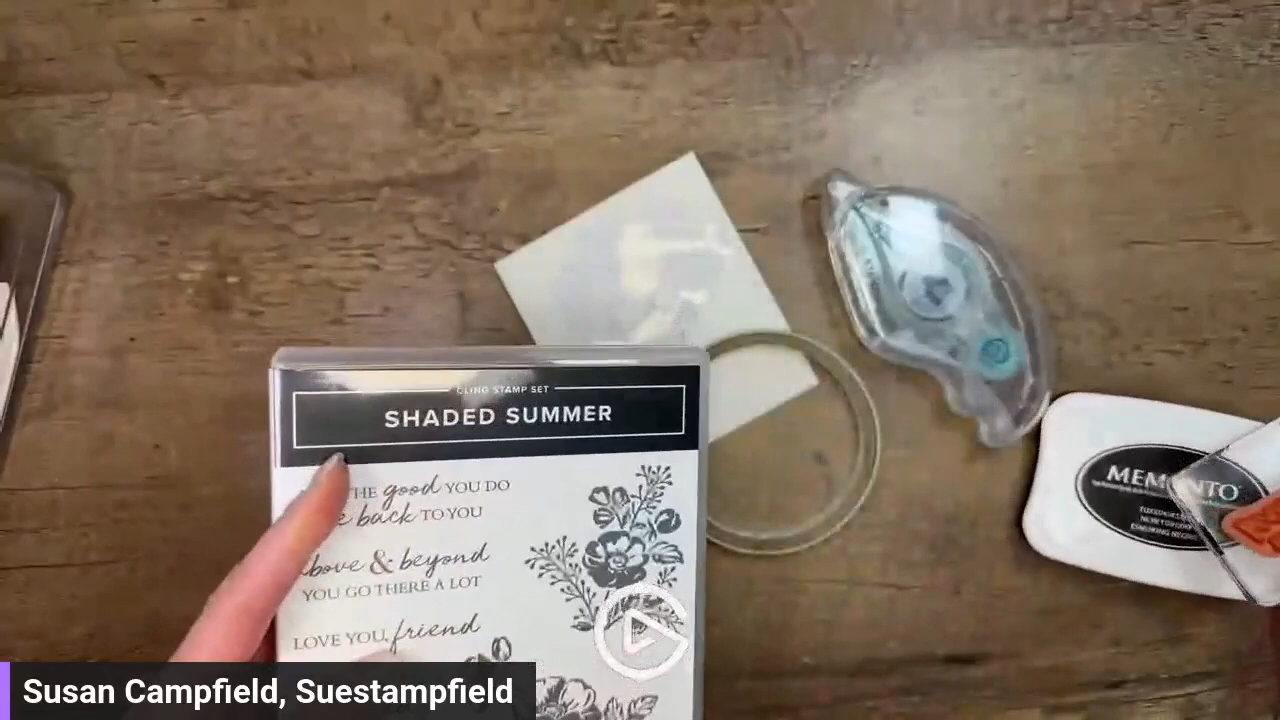 CLING STAMP SET
SHADED SUMMER
THE good YOU DO
back TO YOU
above & beyond
YOU GO THERE A LOT
LOVE YOU, friend
MEMENTO
Susan Campfield, Suestampfield